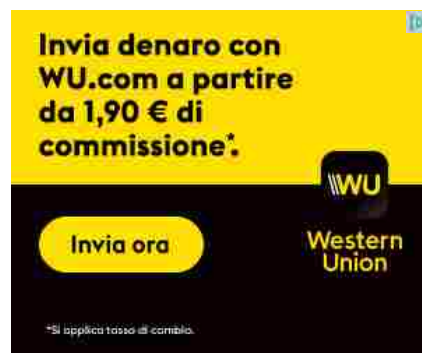 Invia denaro con
WU.com a partire
da 1,90 € di
commissione*.
WU
Invia ora
Western
Union
*Si applica tasso di cambio.